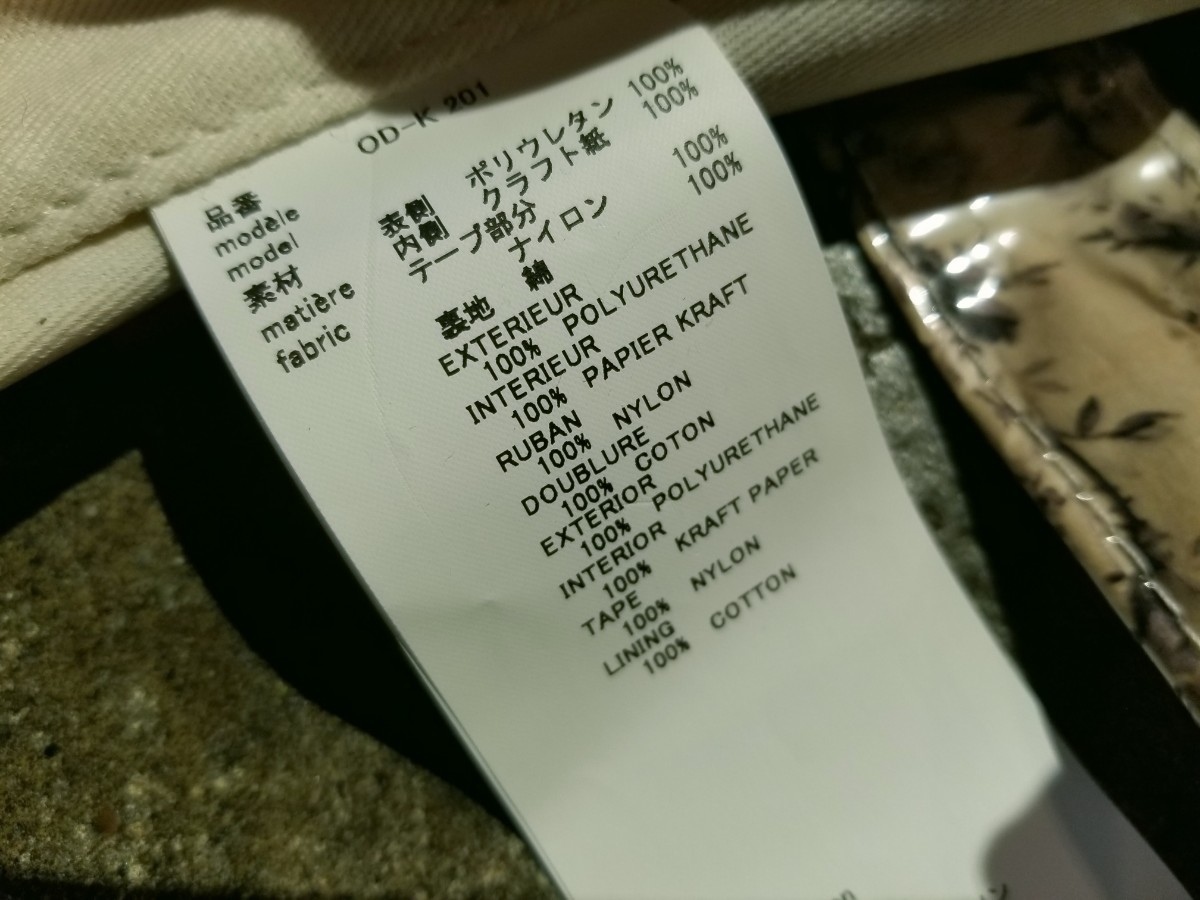 品番 OD-K 201
modèle
model
素材 表側 ポリウレタン 100%
matière 内側 クラフト紙 100%
fabric テープ部分
ナイロン 100%
裏地 綿 100%
EXTERIEUR
100% POLYURETHANE
INTERIEUR
100% PAPIER KRAFT
RUBAN
100% NYLON
DOUBLURE
100% COTON
EXTERIOR
100% POLYURETHANE
INTERIOR
100% KRAFT PAPER
TAPE
100% NYLON
LINING
100% COTTON